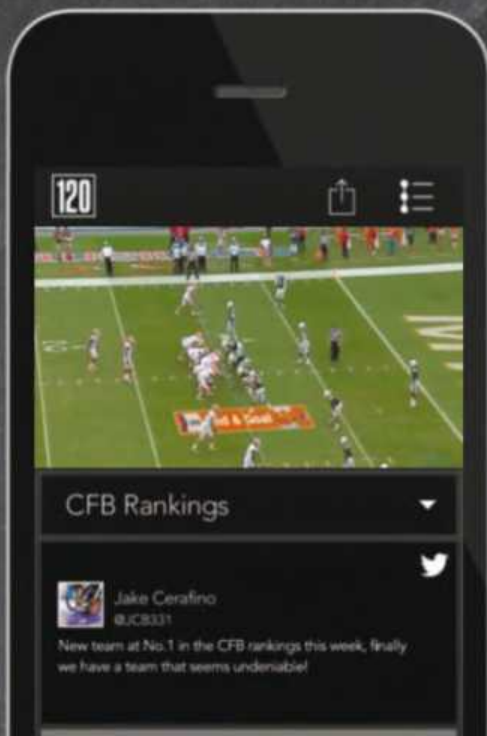 120
& Goal
CFB Rankings
Jake Cerafino
@JCB331
New team at No.1 in the CFB rankings this week, finally
we have a team that seems undeniable!